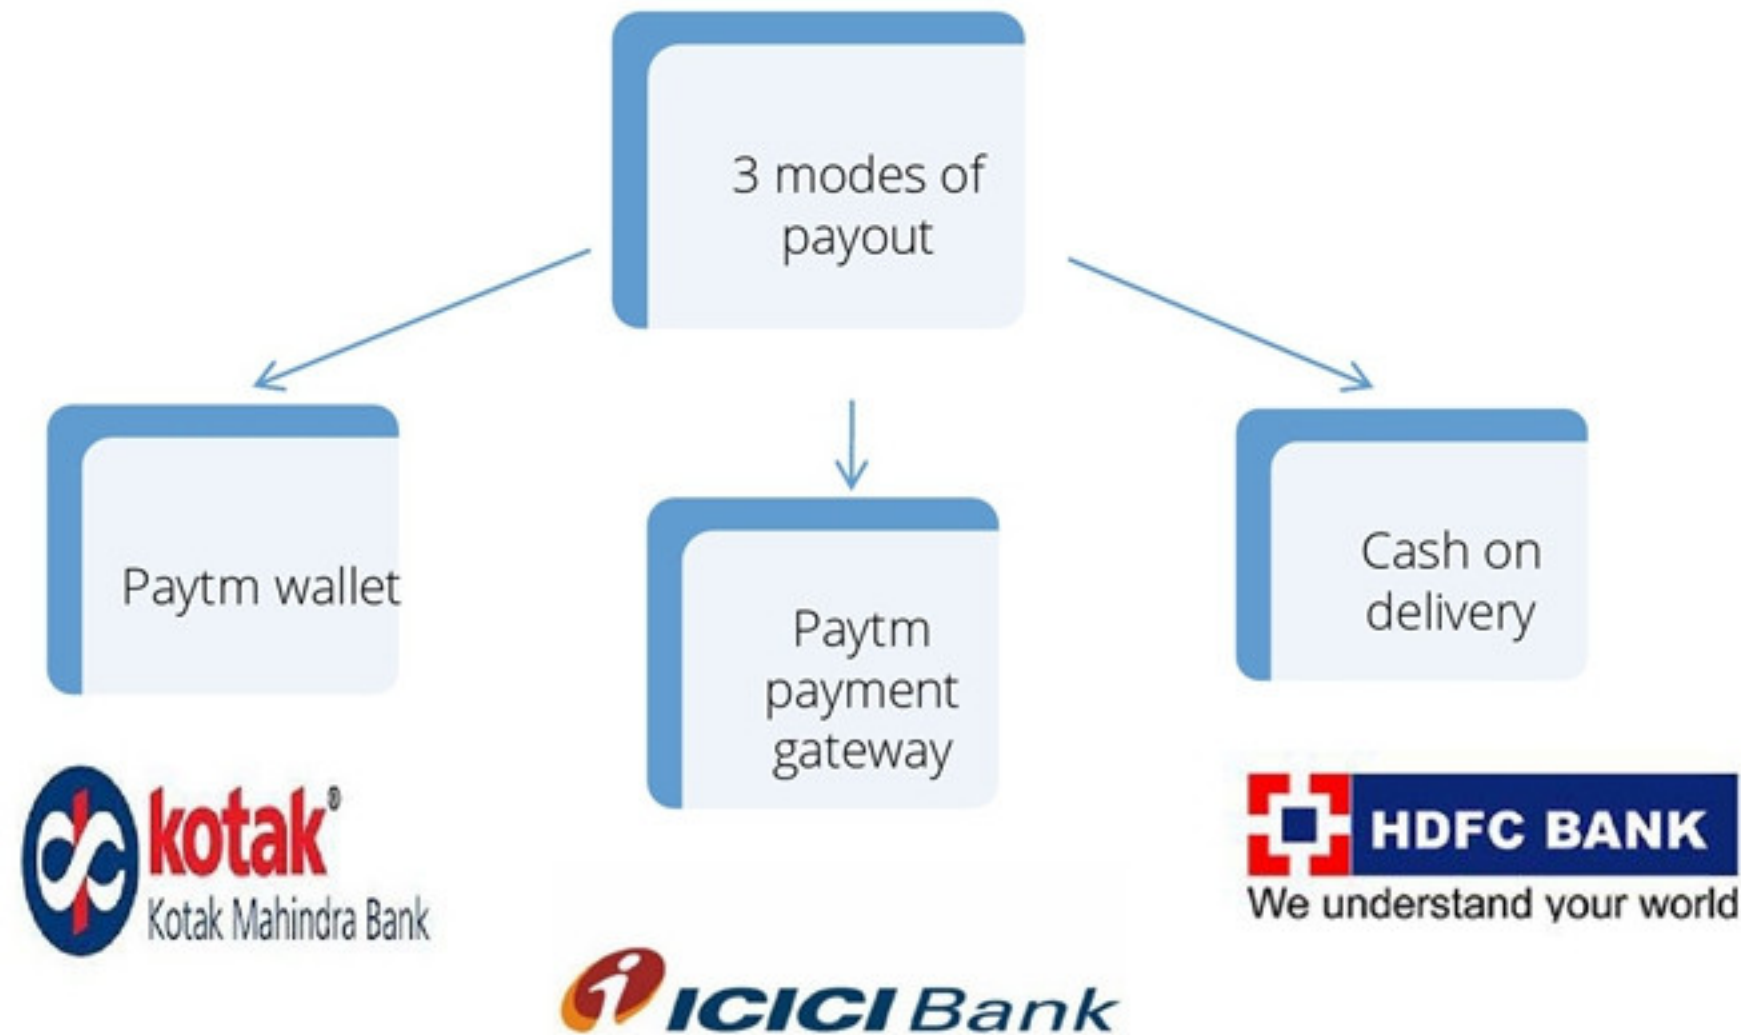 3 modes of
payout
Paytm wallet
Paytm
payment
gateway
Cash on
delivery
kotak®
Kotak Mahindra Bank
i ICICI Bank
HDFC BANK
We understand your world